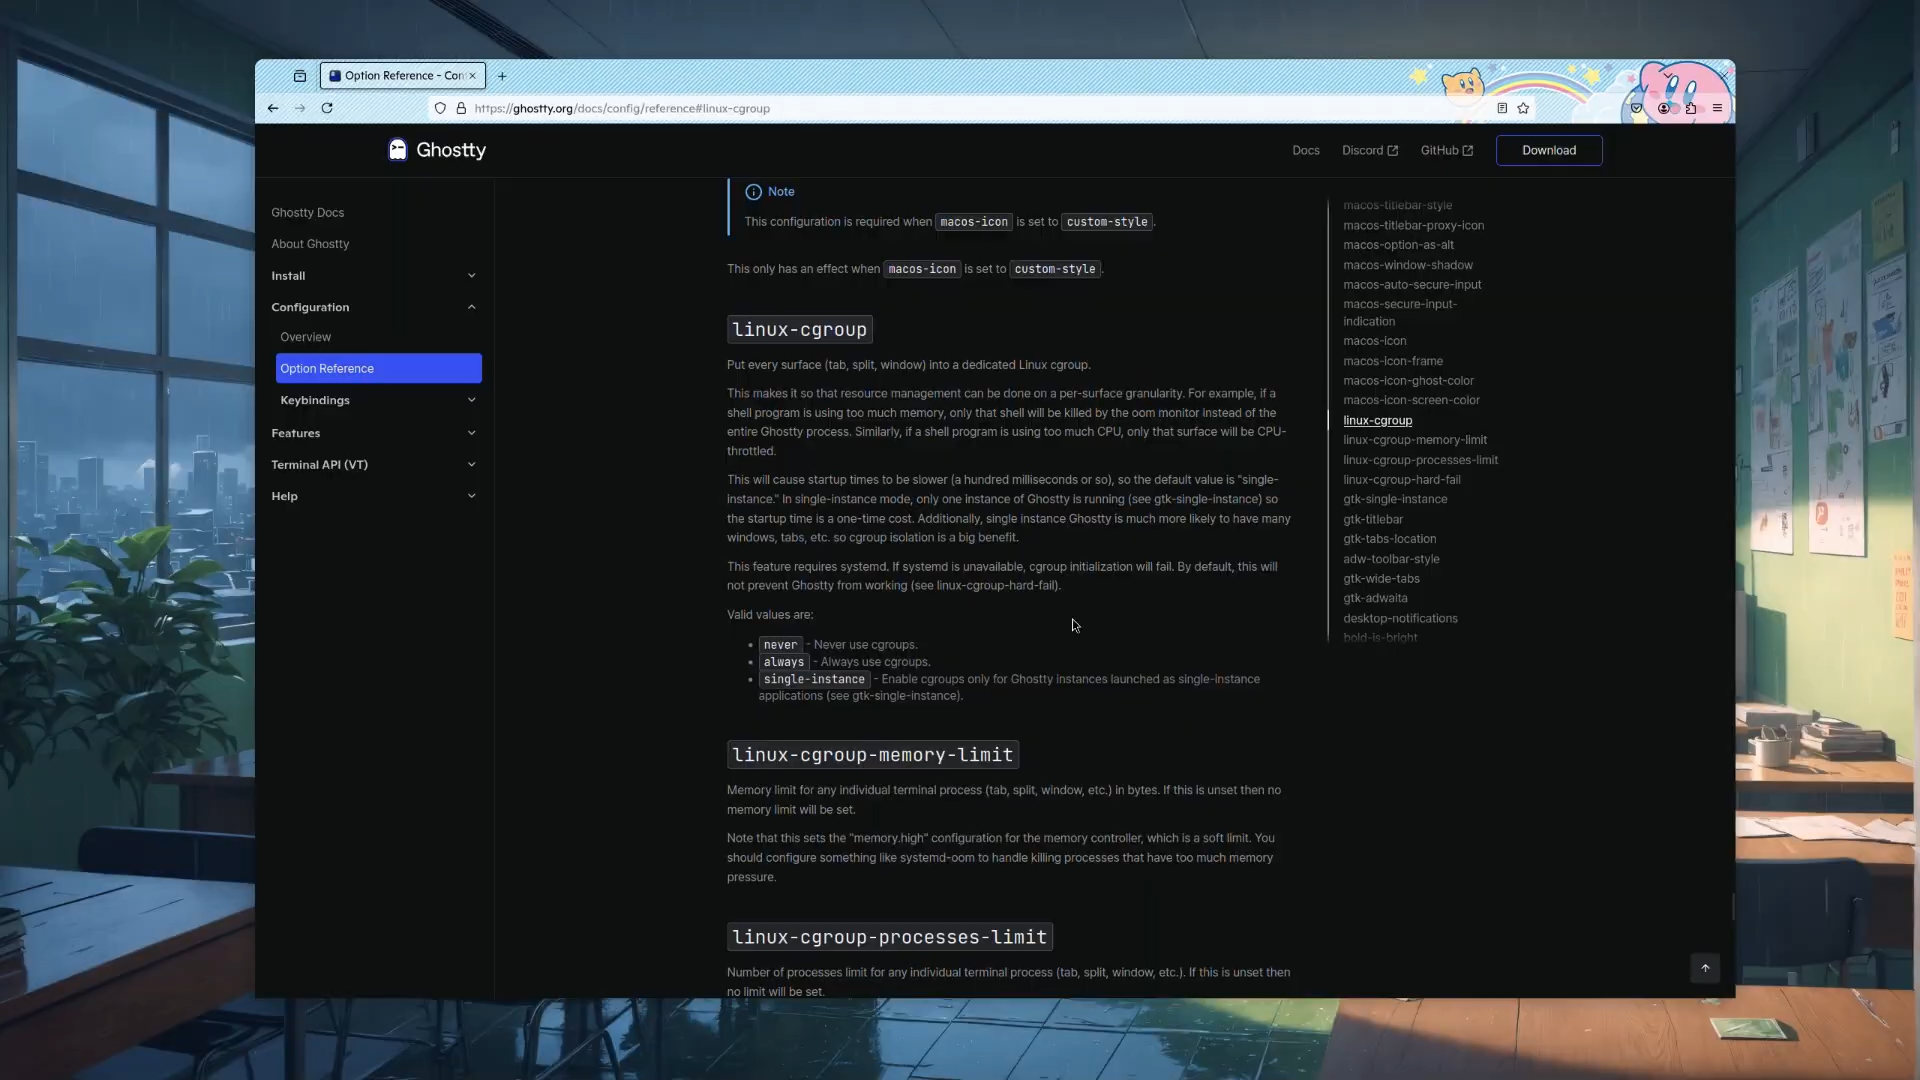 Option Reference - Con
https://ghostty.org/docs/config/reference#linux-cgroup
Ghostty
Docs
Discord
GitHub
Download
Ghostty Docs
About Ghostty
Install
Configuration
Overview
Option Reference
Keybindings
Features
Terminal API (VT)
Help
Note
This configuration is required when macos-icon is set to custom-style.
This only has an effect when macos-icon is set to custom-style.
linux-cgroup
Put every surface (tab, split, window) into a dedicated Linux cgroup.
This makes it so that resource management can be done on a per-surface granularity. For example, if a
shell program is using too much memory, only that shell will be killed by the oom monitor instead of the
entire Ghostty process. Similarly, if a shell program is using too much CPU, only that surface will be CPU-
throttled.
This will cause startup times to be slower (a hundred milliseconds or so), so the default value is "single-
instance." In single-instance mode, only one instance of Ghostty is running (see gtk-single-instance) so
the startup time is a one-time cost. Additionally, single instance Ghostty is much more likely to have many
windows, tabs, etc. so cgroup isolation is a big benefit.
This feature requires systemd. If systemd is unavailable, cgroup initialization will fail. By default, this will
not prevent Ghostty from working (see linux-cgroup-hard-fail).
Valid values are:
• never - Never use cgroups.
• always - Always use cgroups.
• single-instance - Enable cgroups only for Ghostty instances launched as single-instance
applications (see gtk-single-instance).
linux-cgroup-memory-limit
Memory limit for any individual terminal process (tab, split, window, etc.) in bytes. If this is unset then no
memory limit will be set.
Note that this sets the "memory.high" configuration for the memory controller, which is a soft limit. You
should configure something like systemd-oom to handle killing processes that have too much memory
pressure.
linux-cgroup-processes-limit
Number of processes limit for any individual terminal process (tab, split, window, etc.). If this is unset then
no limit will be set.
macos-titlebar-style
macos-titlebar-proxy-icon
macos-option-as-alt
macos-window-shadow
macos-auto-secure-input
macos-secure-input-
indication
macos-icon
macos-icon-frame
macos-icon-ghost-color
macos-icon-screen-color
linux-cgroup
linux-cgroup-memory-limit
linux-cgroup-processes-limit
linux-cgroup-hard-fail
gtk-single-instance
gtk-titlebar
gtk-tabs-location
adw-toolbar-style
gtk-wide-tabs
gtk-adwaita
desktop-notifications
bold-is-bright